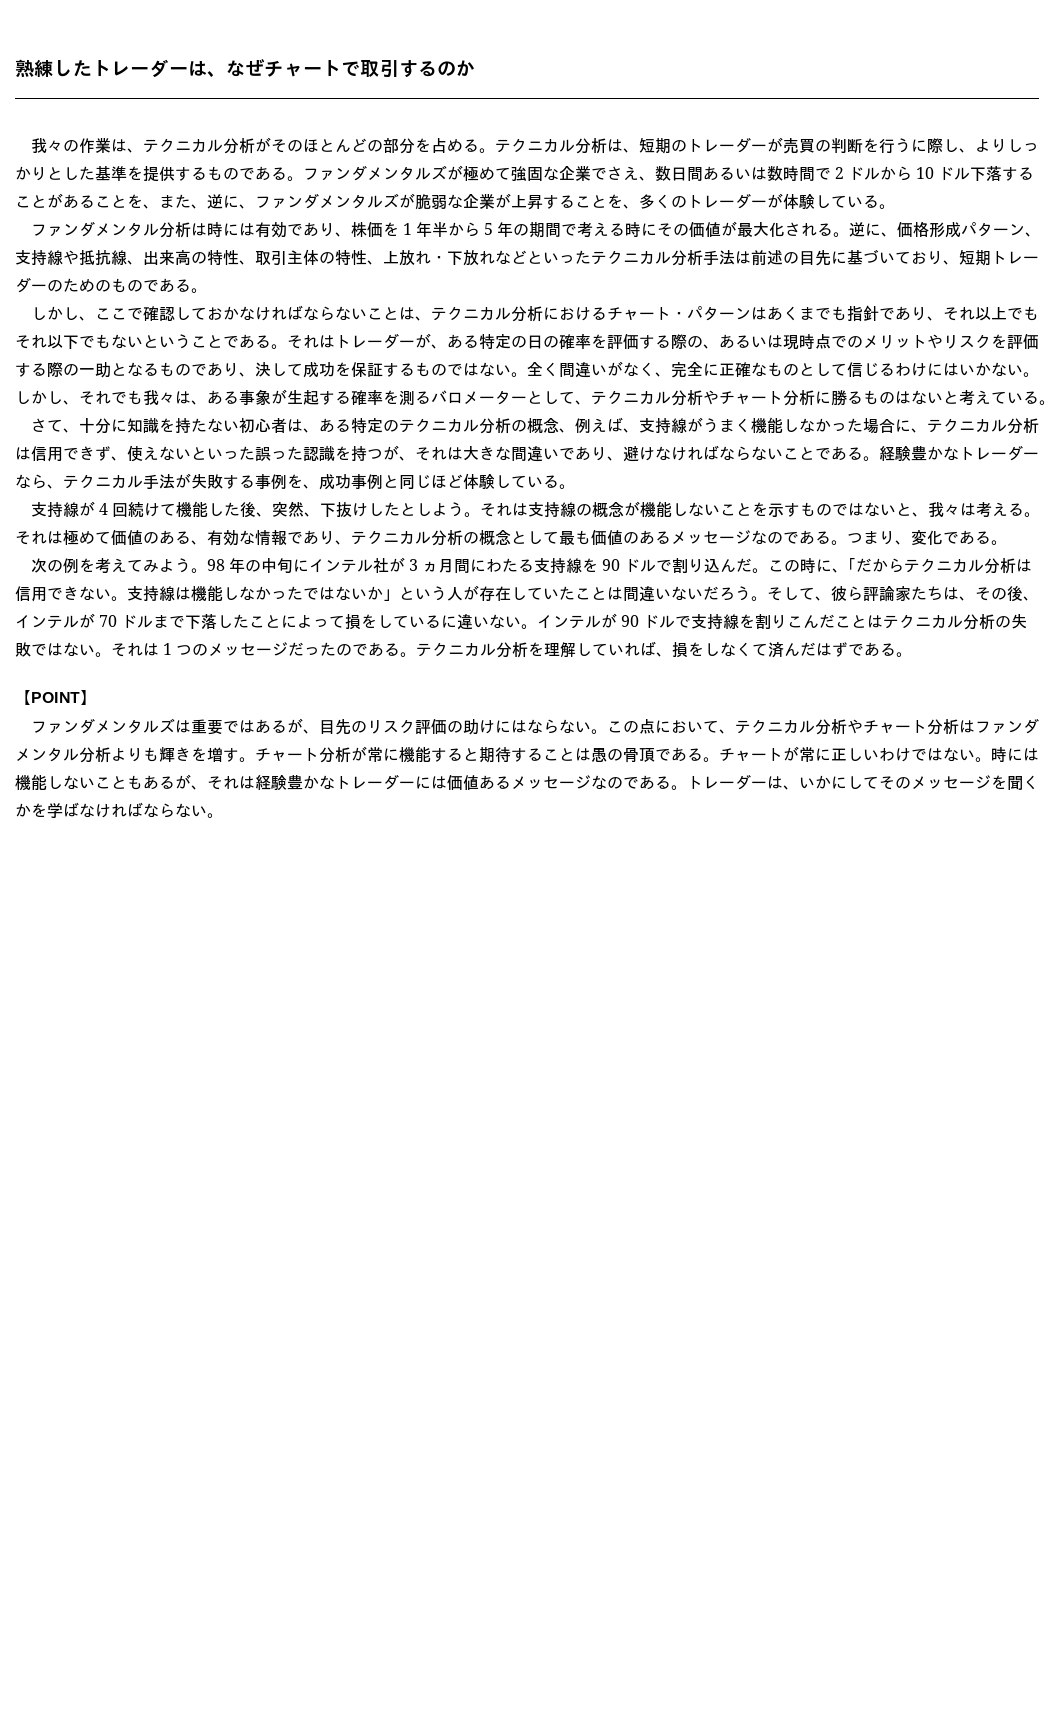 熟練したトレーダーは、なぜチャートで取引するのか
　我々の作業は、テクニカル分析がそのほとんどの部分を占める。テクニカル分析は、短期のトレーダーが売買の判断を行うに際し、よりしっ
かりとした基準を提供するものである。ファンダメンタルズが極めて強固な企業でさえ、数日間あるいは数時間で 2 ドルから 10 ドル下落する
ことがあることを、また、逆に、ファンダメンタルズが脆弱な企業が上昇することを、多くのトレーダーが体験している。
　ファンダメンタル分析は時には有効であり、株価を 1 年半から 5 年の期間で考える時にその価値が最大化される。逆に、価格形成パターン、
支持線や抵抗線、出来高の特性、取引主体の特性、上放れ・下放れなどといったテクニカル分析手法は前述の目先に基づいており、短期トレー
ダーのためのものである。
　しかし、ここで確認しておかなければならないことは、テクニカル分析におけるチャート・パターンはあくまでも指針であり、それ以上でも
それ以下でもないということである。それはトレーダーが、ある特定の日の確率を評価する際の、あるいは現時点でのメリットやリスクを評価
する際の一助となるものであり、決して成功を保証するものではない。全く間違いがなく、完全に正確なものとして信じるわけにはいかない。
しかし、それでも我々は、ある事象が生起する確率を測るバロメーターとして、テクニカル分析やチャート分析に勝るものはないと考えている。
　さて、十分に知識を持たない初心者は、ある特定のテクニカル分析の概念、例えば、支持線がうまく機能しなかった場合に、テクニカル分析
は信用できず、使えないといった誤った認識を持つが、それは大きな間違いであり、避けなければならないことである。経験豊かなトレーダー
なら、テクニカル手法が失敗する事例を、成功事例と同じほど体験している。
　支持線が 4 回続けて機能した後、突然、下抜けしたとしよう。それは支持線の概念が機能しないことを示すものではないと、我々は考える。
それは極めて価値のある、有効な情報であり、テクニカル分析の概念として最も価値のあるメッセージなのである。つまり、変化である。
　次の例を考えてみよう。98 年の中旬にインテル社が 3 ヵ月間にわたる支持線を 90 ドルで割り込んだ。この時に、「だからテクニカル分析は
信用できない。支持線は機能しなかったではないか」という人が存在していたことは間違いないだろう。そして、彼ら評論家たちは、その後、
インテルが 70 ドルまで下落したことによって損をしているに違いない。インテルが 90 ドルで支持線を割りこんだことはテクニカル分析の失
敗ではない。それは 1 つのメッセージだったのである。テクニカル分析を理解していれば、損をしなくて済んだはずである。
【POINT】
　ファンダメンタルズは重要ではあるが、目先のリスク評価の助けにはならない。この点において、テクニカル分析やチャート分析はファンダ
メンタル分析よりも輝きを増す。チャート分析が常に機能すると期待することは愚の骨頂である。チャートが常に正しいわけではない。時には
機能しないこともあるが、それは経験豊かなトレーダーには価値あるメッセージなのである。トレーダーは、いかにしてそのメッセージを聞く
かを学ばなければならない。